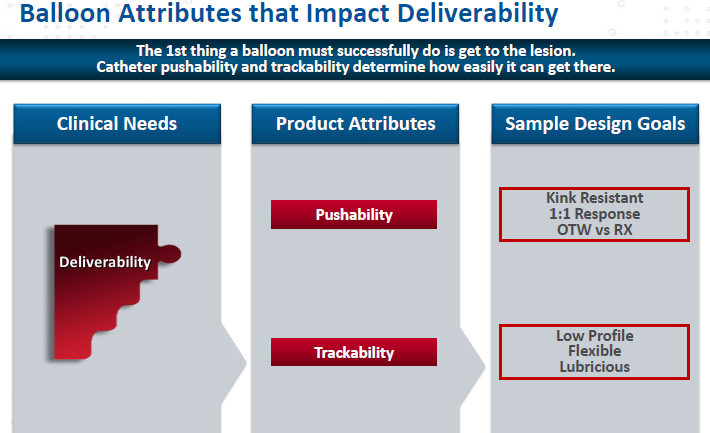 Balloon Attributes that Impact Deliverability
The 1st thing a balloon must successfully do is get to the lesion.
Catheter pushability and trackability determine how easily it can get there.
Clinical Needs
Product Attributes
Sample Design Goals
Deliverability
Pushability
Kink Resistant
1:1 Response
OTW vs RX
Trackability
Low Profile
Flexible
Lubricious